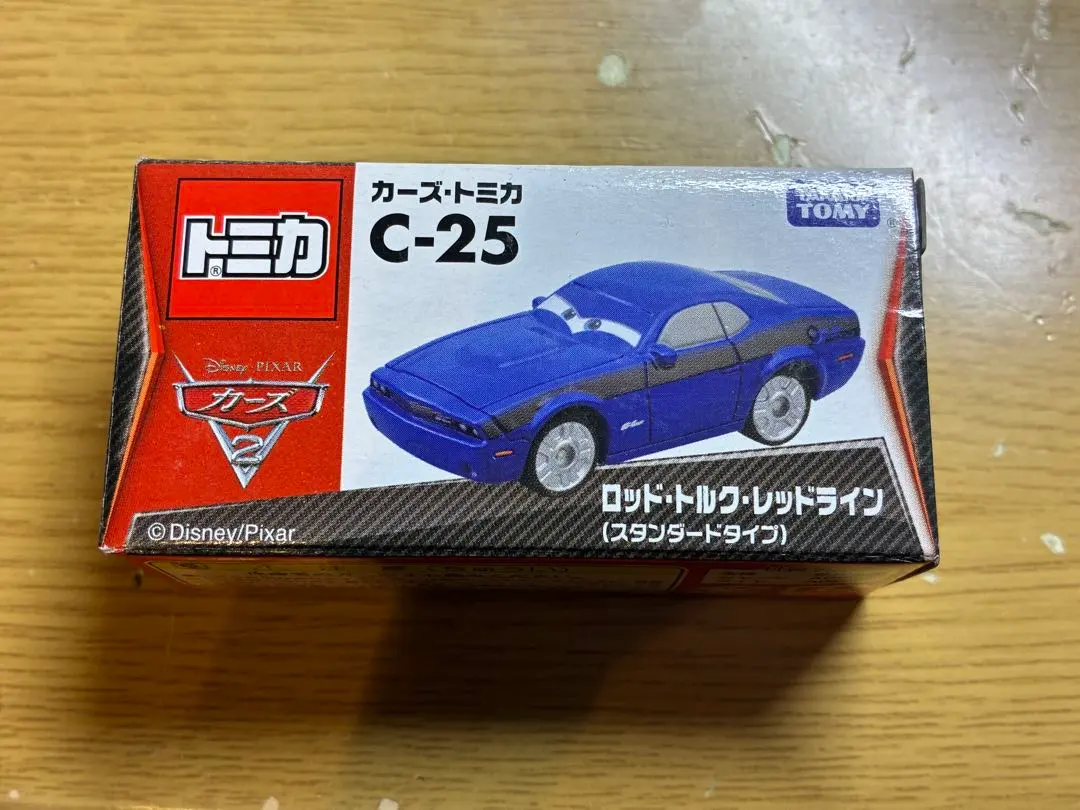 トミカ®
Disney PIXAR
カーズ
2
カーズ・トミカ
C-25
TOMY
ロッド・トルク・レッドライン
(スタンダードタイプ)
©Disney/Pixar